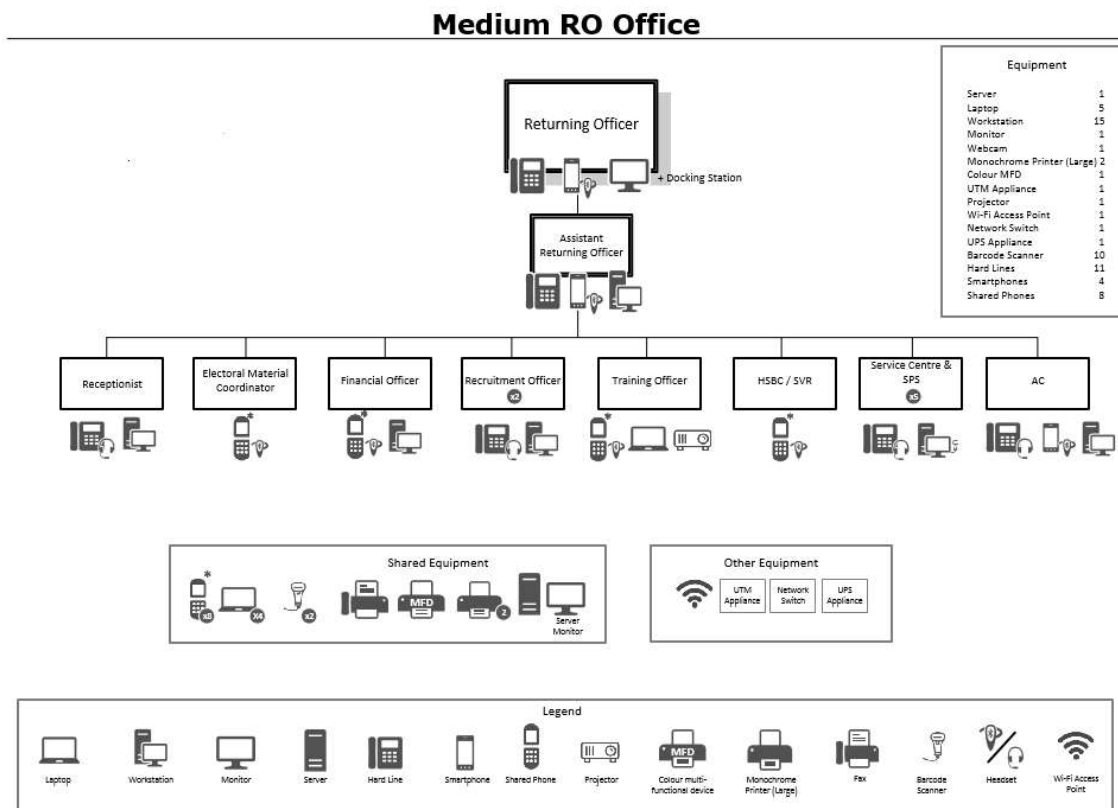 Medium RO Office
Equipment
Server 1
Laptop 5
Workstation 15
Monitor 1
Webcam 1
Monochrome Printer (Large) 2
Colour MFD 1
UTM Appliance 1
Projector 1
Wi-Fi Access Point 1
Network Switch 1
UPS Appliance 1
Barcode Scanner 10
Hard Lines 11
Smartphones 4
Shared Phones 8
Returning Officer
+ Docking Station
Assistant
Returning Officer
Receptionist
Electoral Material
Coordinator
*
Financial Officer
*
Recruitment Officer
x2
Training Officer
*
HSBC / SVR
*
Service Centre &
SPS
x5
AC
Shared Equipment
*
x8
X4
x2
MFD
2
Server
Monitor
Other Equipment
UTM
Appliance
Network
Switch
UPS
Appliance
Legend
Laptop
Workstation
Monitor
Server
Hard Line
Smartphone
Shared Phone
Projector
MFD
Colour multi-
functional device
Monochrome
Printer (Large)
Fax
Barcode
Scanner
Headset
Wi-Fi Access
Point